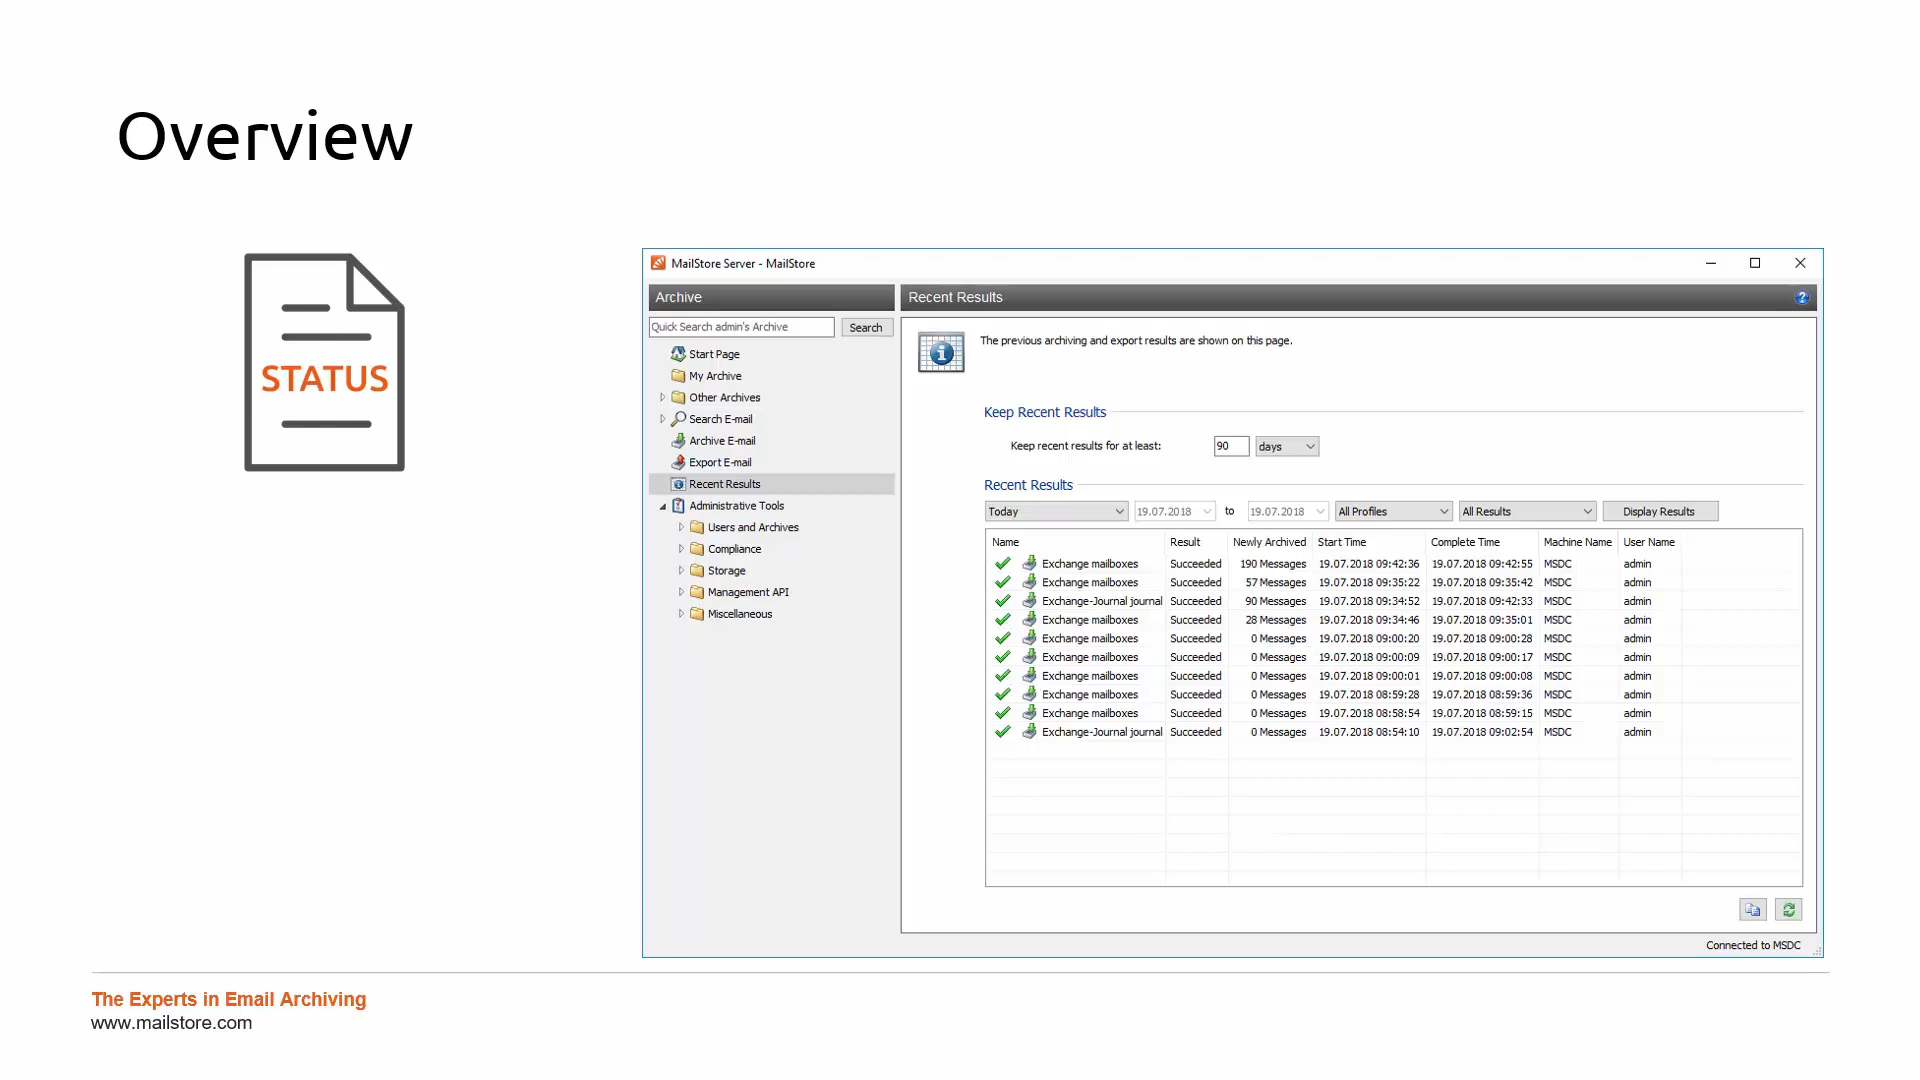 Overview
STATUS
MailStore Server - MailStore
Archive
Recent Results
Quick Search admin's Archive
Search
Start Page
My Archive
Other Archives
Search E-mail
Archive E-mail
Export E-mail
Recent Results
Administrative Tools
Users and Archives
Compliance
Storage
Management API
Miscellaneous
The previous archiving and export results are shown on this page.
Keep Recent Results
Keep recent results for at least: 90 days
Recent Results
Today 19.07.2018 to 19.07.2018 All Profiles All Results Display Results
Name Result Newly Archived Start Time Complete Time Machine Name User Name
Exchange mailboxes Succeeded 190 Messages 19.07.2018 09:42:36 19.07.2018 09:42:55 MSDC admin
Exchange mailboxes Succeeded 57 Messages 19.07.2018 09:35:22 19.07.2018 09:35:42 MSDC admin
Exchange-Journal journal Succeeded 90 Messages 19.07.2018 09:34:52 19.07.2018 09:42:33 MSDC admin
Exchange mailboxes Succeeded 28 Messages 19.07.2018 09:34:46 19.07.2018 09:35:01 MSDC admin
Exchange mailboxes Succeeded 0 Messages 19.07.2018 09:00:20 19.07.2018 09:00:28 MSDC admin
Exchange mailboxes Succeeded 0 Messages 19.07.2018 09:00:09 19.07.2018 09:00:17 MSDC admin
Exchange mailboxes Succeeded 0 Messages 19.07.2018 09:00:01 19.07.2018 09:00:08 MSDC admin
Exchange mailboxes Succeeded 0 Messages 19.07.2018 08:59:28 19.07.2018 08:59:36 MSDC admin
Exchange mailboxes Succeeded 0 Messages 19.07.2018 08:58:54 19.07.2018 08:59:15 MSDC admin
Exchange-Journal journal Succeeded 0 Messages 19.07.2018 08:54:10 19.07.2018 09:02:54 MSDC admin
Connected to MSDC
The Experts in Email Archiving
www.mailstore.com